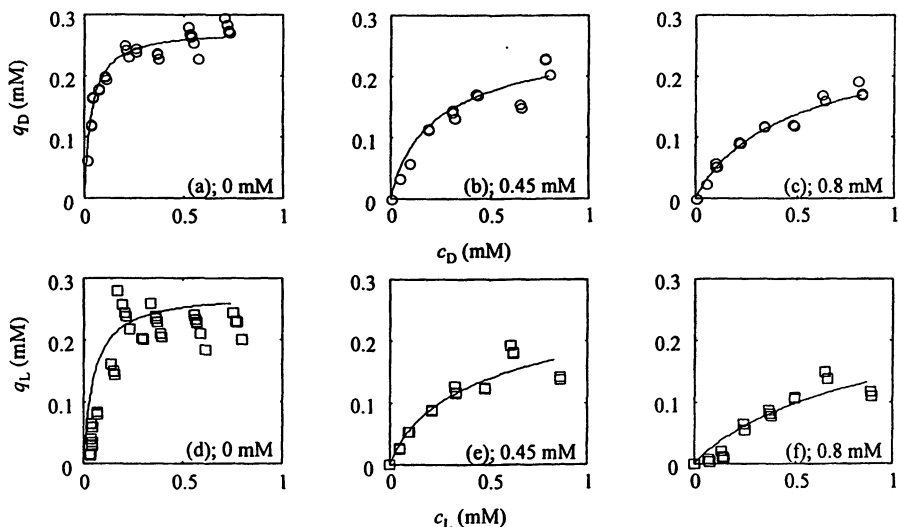 0.3 0.3 0.3
0.2 0.2 0.2
q_D (mM)
0.1 0.1 0.1
(a); 0 mM (b); 0.45 mM (c); 0.8 mM
0 0 0
0 0.5 1 0 0.5 1 0 0.5 1
c_D (mM)
0.3 0.3 0.3
0.2 0.2 0.2
q_L (mM)
0.1 0.1 0.1
(d); 0 mM (e); 0.45 mM (f); 0.8 mM
0 0 0
0 0.5 1 0 0.5 1 0 0.5 1
c_L (mM)